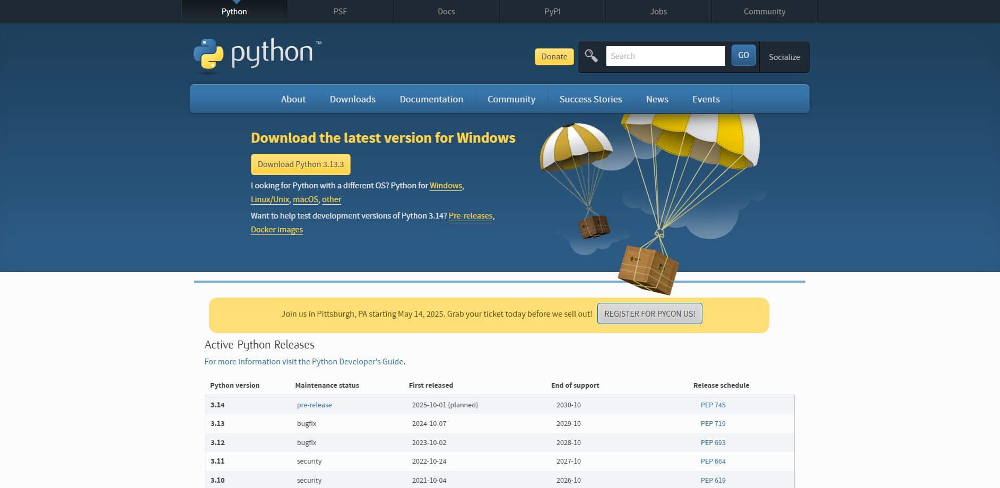 Python PSF Docs PyPI Jobs Community
python™
Donate Search GO Socialize
About Downloads Documentation Community Success Stories News Events
Download the latest version for Windows
Download Python 3.13.3
Looking for Python with a different OS? Python for Windows,
Linux/Unix, macOS, other
Want to help test development versions of Python 3.14? Pre-releases,
Docker images
Join us in Pittsburgh, PA starting May 14, 2025. Grab your ticket today before we sell out! REGISTER FOR PYCON US!
Active Python Releases
For more information visit the Python Developer's Guide.
Python version Maintenance status First released End of support Release schedule
3.14 pre-release 2025-10-01 (planned) 2030-10 PEP 745
3.13 bugfix 2024-10-07 2029-10 PEP 719
3.12 bugfix 2023-10-02 2028-10 PEP 693
3.11 security 2022-10-24 2027-10 PEP 664
3.10 security 2021-10-04 2026-10 PEP 619